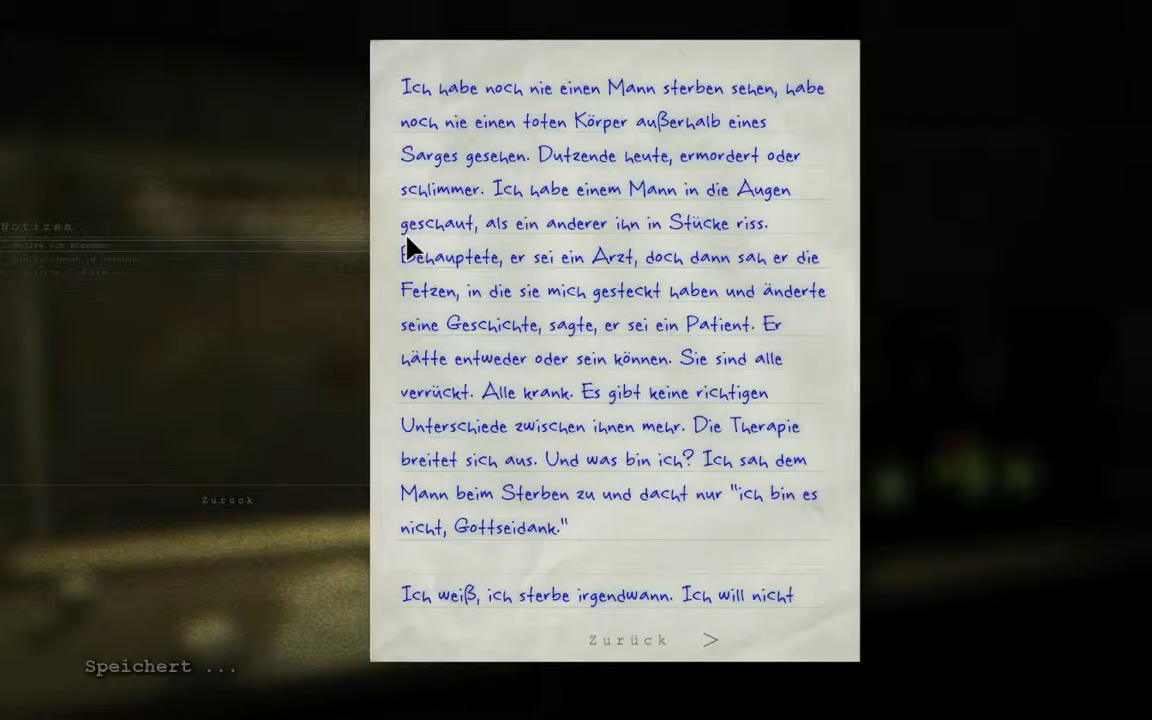 Ich habe noch nie einen Mann sterben sehen, habe
noch nie einen toten Körper außerhalb eines
Sarges gesehen. Dutzende heute, ermordert oder
schlimmer. Ich habe einem Mann in die Augen
geschaut, als ein anderer ihn in Stücke riss.
Behauptete, er sei ein Arzt, doch dann sah er die
Fetzen, in die sie mich gesteckt haben und änderte
seine Geschichte, sagte, er sei ein Patient. Er
hätte entweder oder sein können. Sie sind alle
verrückt. Alle krank. Es gibt keine richtigen
Unterschiede zwischen ihnen mehr. Die Therapie
breitet sich aus. Und was bin ich? Ich sah dem
Mann beim Sterben zu und dacht nur "ich bin es
nicht, Gottseidank."
Ich weiß, ich sterbe irgendwann. Ich will nicht
Zurück >
Notizen
Zurück
Speichert ...